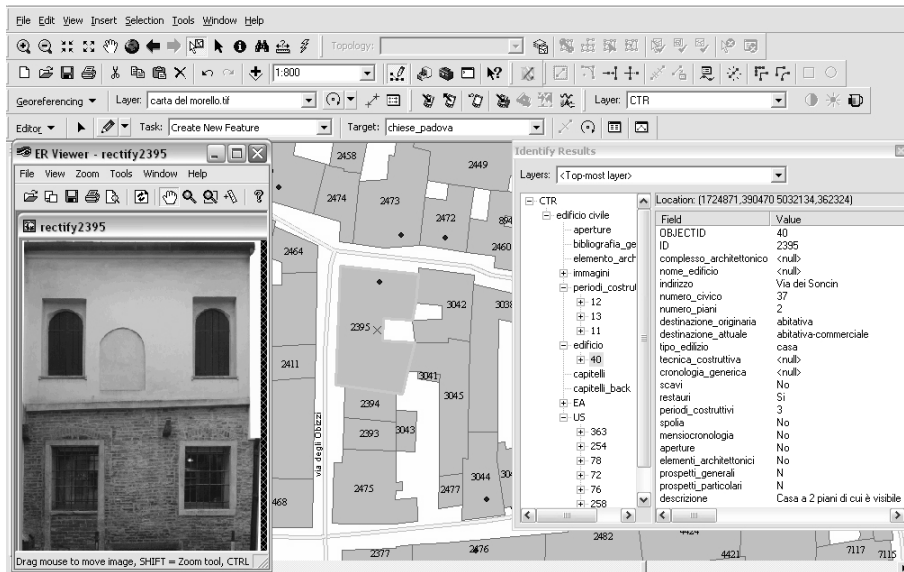 File Edit View Insert Selection Tools Window Help
Topology:
1:800
Georeferencing Layer: carta del morello.tif Layer: CTR
Editor Task: Create New Feature Target: chiese_padova
ER Viewer - rectify2395
File View Zoom Tools Window Help
rectify2395
Drag mouse to move image, SHIFT = Zoom tool, CTRL
2458
2449
2474
2473
2472
2464
2460
3042
2395
2411
3041
3045
2394
2393
3043
via degli Obizzi
2475
2477
3044
468
2377
2476
2482
4421
7117
7115
Identify Results
Layers: <Top-most layer>
Location: (1724871,390470 5032134,362324)
CTR
edificio civile
aperture
bibliografia_ge
elemento_arch
immagini
periodi_costrut
12
13
11
edificio
40
capitelli
capitelli_back
EA
US
363
254
78
72
76
258
Field Value
OBJECTID 40
ID 2395
complesso_architettonico <null>
nome_edificio <null>
indirizzo Via dei Soncin
numero_civico 37
numero_piani 2
destinazione_originaria abitativa
destinazione_attuale abitativa-commerciale
tipo_edilizio casa
tecnica_costruttiva <null>
cronologia_generica <null>
scavi No
restauri Si
periodi_costruttivi 3
spolia No
mensiocronologia No
aperture No
elementi_architettonici No
prospetti_generali N
prospetti_particolari N
descrizione Casa a 2 piani di cui è visibile